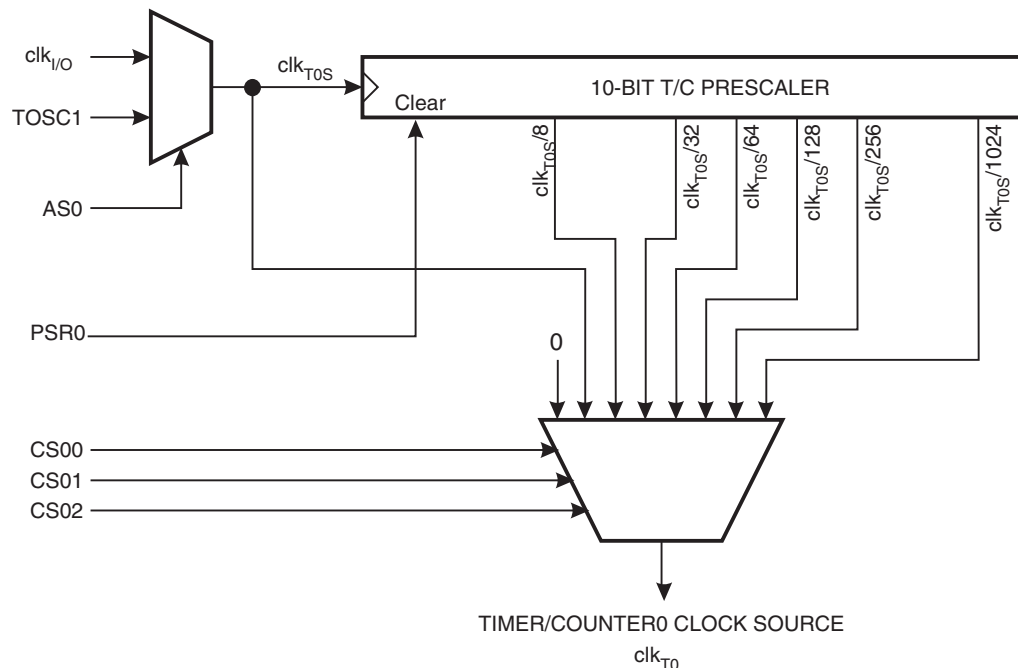 clkI/O
TOSC1
AS0
PSR0
clkT0S
10-BIT T/C PRESCALER
Clear
clkT0S/8
clkT0S/32
clkT0S/64
clkT0S/128
clkT0S/256
clkT0S/1024
0
CS00
CS01
CS02
TIMER/COUNTER0 CLOCK SOURCE
clkT0